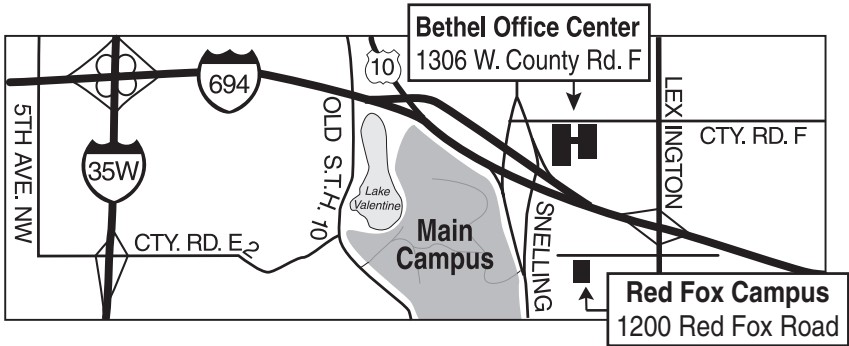 Bethel Office Center
1306 W. County Rd. F
10
694
5TH AVE. NW
35W
OLD S.T.H. 10
LEXINGTON
CTY. RD. F
Lake
Valentine
Main
Campus
SNELLING
CTY. RD. E2
Red Fox Campus
1200 Red Fox Road